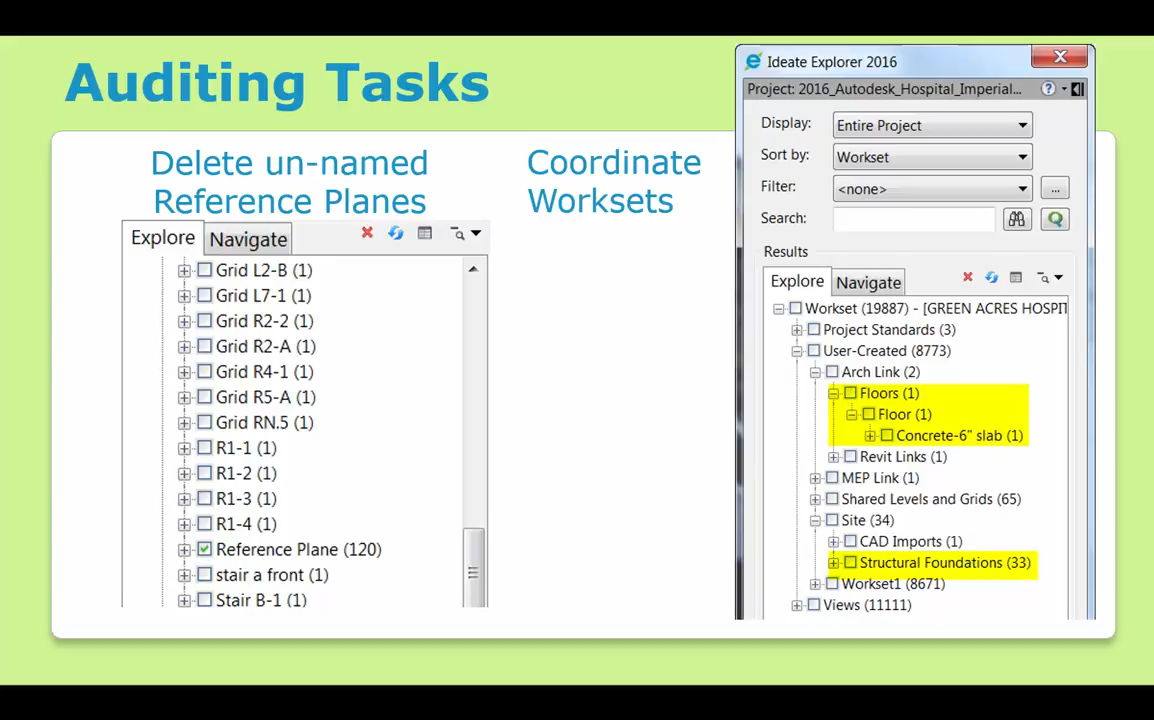 Auditing Tasks
Delete un-named
Reference Planes
Explore Navigate
Grid L2-B (1)
Grid L7-1 (1)
Grid R2-2 (1)
Grid R2-A (1)
Grid R4-1 (1)
Grid R5-A (1)
Grid RN.5 (1)
R1-1 (1)
R1-2 (1)
R1-3 (1)
R1-4 (1)
Reference Plane (120)
stair a front (1)
Stair B-1 (1)
Coordinate
Worksets
Ideate Explorer 2016
Project: 2016_Autodesk_Hospital_Imperial...
Display: Entire Project
Sort by: Workset
Filter: <none> ...
Search:
Results
Explore Navigate
Workset (19887) - [GREEN ACRES HOSPIT
Project Standards (3)
User-Created (8773)
Arch Link (2)
Floors (1)
Floor (1)
Concrete-6" slab (1)
Revit Links (1)
MEP Link (1)
Shared Levels and Grids (65)
Site (34)
CAD Imports (1)
Structural Foundations (33)
Workset1 (8671)
Views (11111)